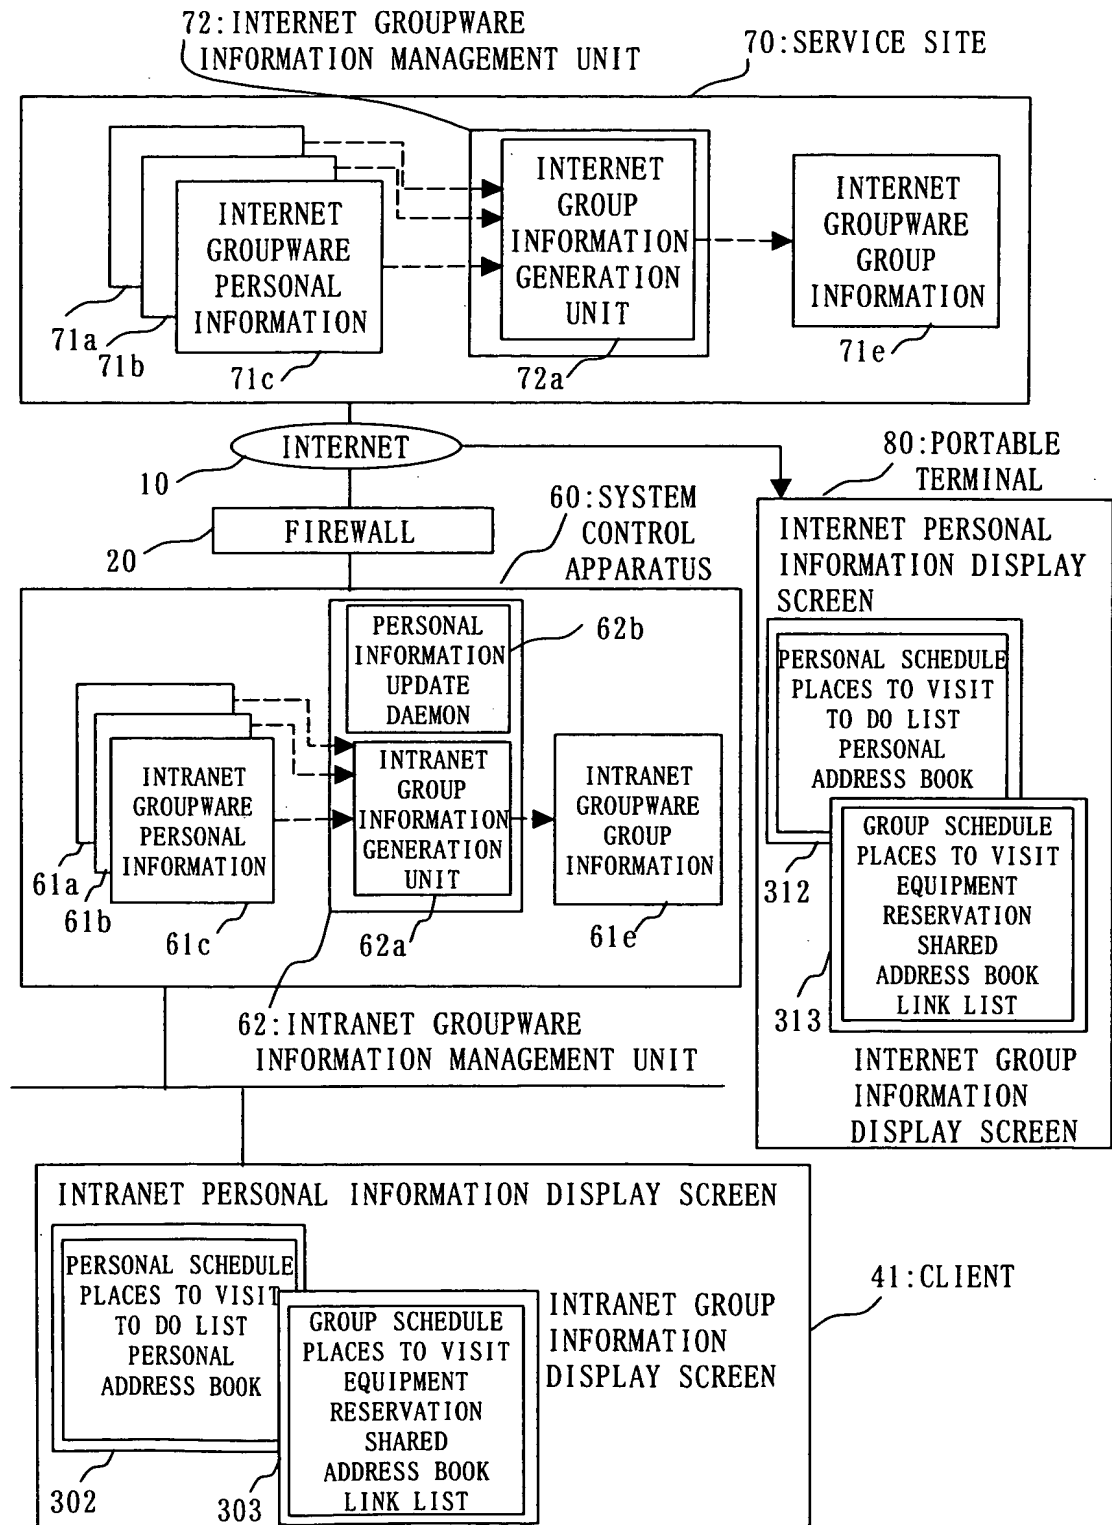 72:INTERNET GROUPWARE
INFORMATION MANAGEMENT UNIT
70:SERVICE SITE
INTERNET
GROUPWARE
PERSONAL
INFORMATION
71a
71b
71c
INTERNET
GROUP
INFORMATION
GENERATION
UNIT
72a
INTERNET
GROUPWARE
GROUP
INFORMATION
71e
INTERNET
10
FIREWALL
20
60:SYSTEM
CONTROL
APPARATUS
80:PORTABLE
TERMINAL
INTERNET PERSONAL
INFORMATION DISPLAY
SCREEN
PERSONAL SCHEDULE
PLACES TO VISIT
TO DO LIST
PERSONAL
ADDRESS BOOK
312
GROUP SCHEDULE
PLACES TO VISIT
EQUIPMENT
RESERVATION
SHARED
ADDRESS BOOK
LINK LIST
313
INTERNET GROUP
INFORMATION
DISPLAY SCREEN
PERSONAL
INFORMATION
UPDATE
DAEMON
62b
INTRANET
GROUPWARE
PERSONAL
INFORMATION
61a
61b
61c
INTRANET
GROUP
INFORMATION
GENERATION
UNIT
62a
INTRANET
GROUPWARE
GROUP
INFORMATION
61e
62:INTRANET GROUPWARE
INFORMATION MANAGEMENT UNIT
INTRANET PERSONAL INFORMATION DISPLAY SCREEN
PERSONAL SCHEDULE
PLACES TO VISIT
TO DO LIST
PERSONAL
ADDRESS BOOK
302
GROUP SCHEDULE
PLACES TO VISIT
EQUIPMENT
RESERVATION
SHARED
ADDRESS BOOK
LINK LIST
303
INTRANET GROUP
INFORMATION
DISPLAY SCREEN
41:CLIENT